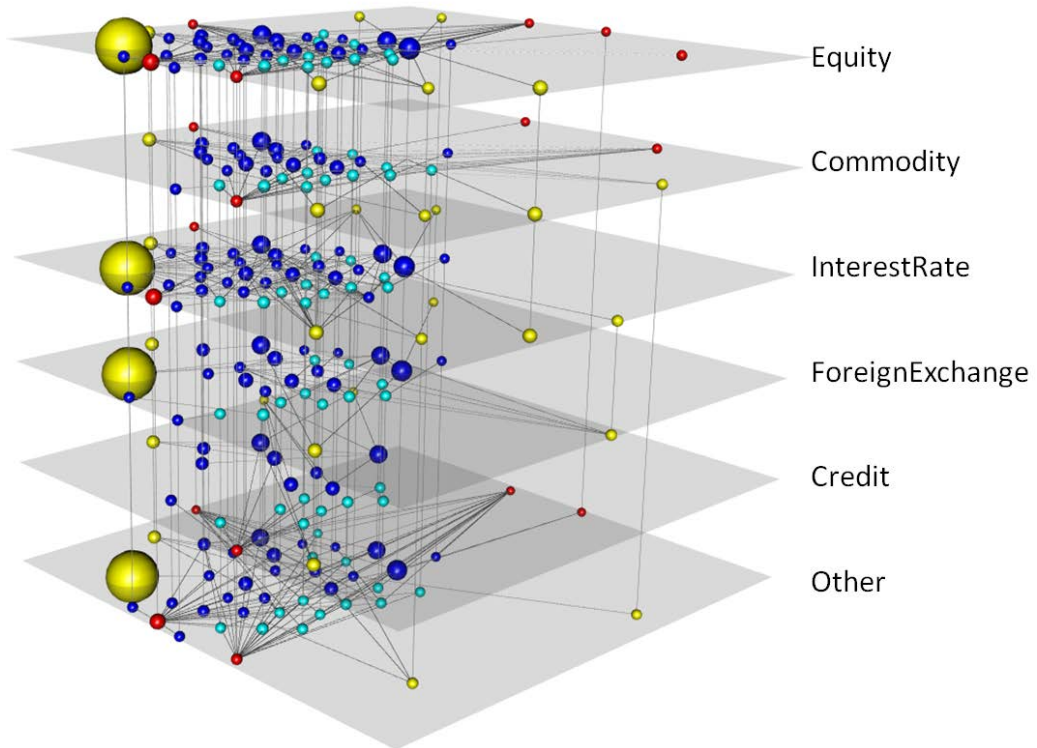 Equity
Commodity
InterestRate
ForeignExchange
Credit
Other